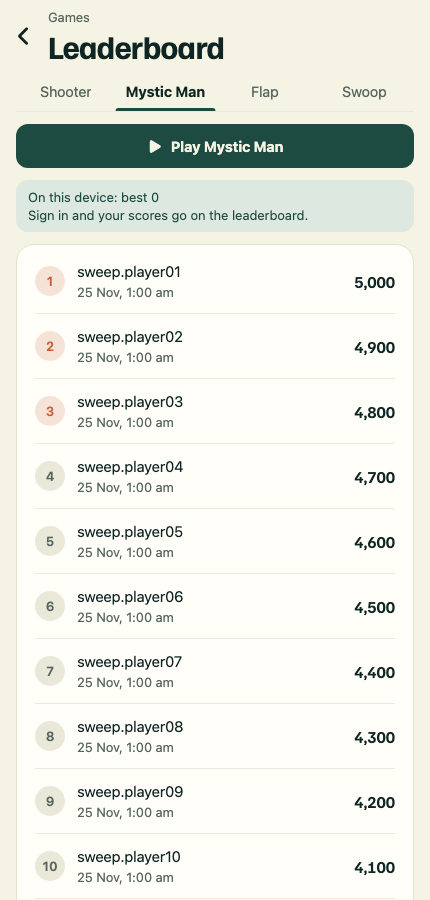 Games
Leaderboard
Shooter
Mystic Man
Flap
Swoop
Play Mystic Man
On this device: best 0
Sign in and your scores go on the leaderboard.
1
sweep.player01
25 Nov, 1:00 am
5,000
2
sweep.player02
25 Nov, 1:00 am
4,900
3
sweep.player03
25 Nov, 1:00 am
4,800
4
sweep.player04
25 Nov, 1:00 am
4,700
5
sweep.player05
25 Nov, 1:00 am
4,600
6
sweep.player06
25 Nov, 1:00 am
4,500
7
sweep.player07
25 Nov, 1:00 am
4,400
8
sweep.player08
25 Nov, 1:00 am
4,300
9
sweep.player09
25 Nov, 1:00 am
4,200
10
sweep.player10
25 Nov, 1:00 am
4,100